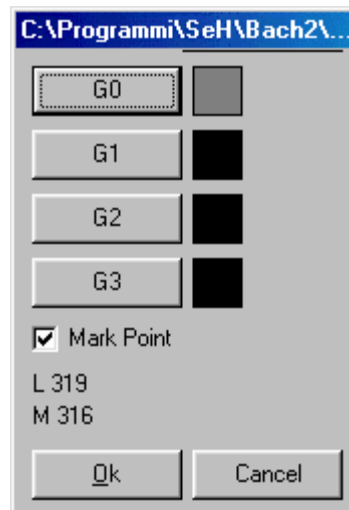 C:\Programmi\SeH\Bach2\...
G0
G1
G2
G3
Mark Point
L 319
M 316
Ok
Cancel